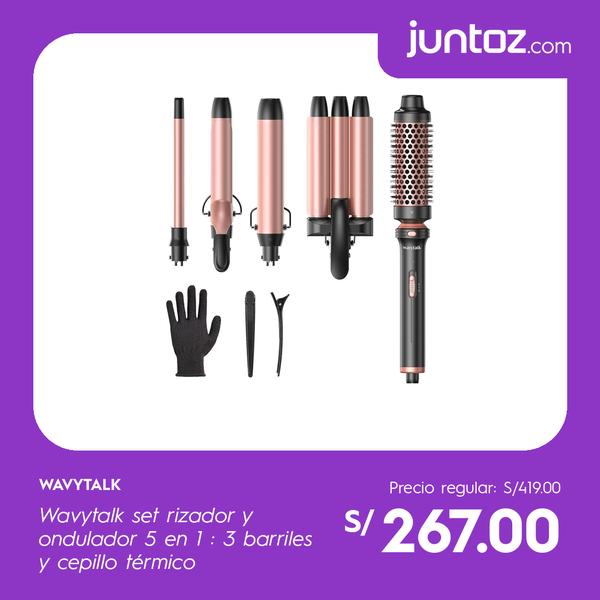 juntoz.com
wavytalk
WAVYTALK
Wavytalk set rizador y
ondulador 5 en 1 : 3 barriles
y cepillo térmico
Precio regular: S/419.00
S/ 267.00